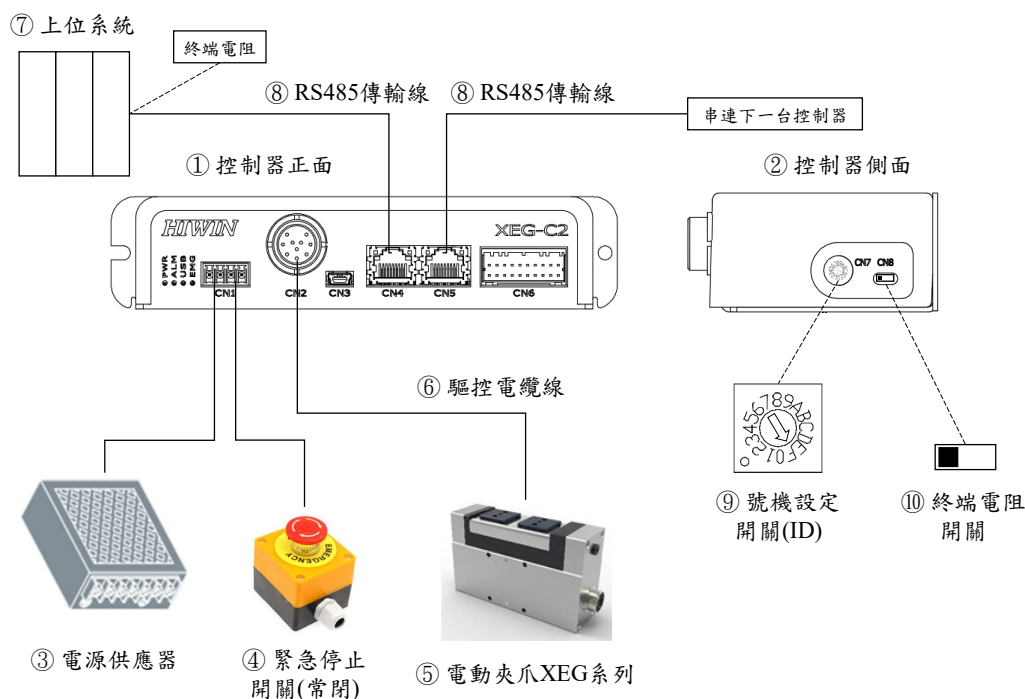 ⑦ 上位系統
終端電阻
⑧ RS485傳輸線
⑧ RS485傳輸線
串連下一台控制器
① 控制器正面
② 控制器側面
HIWIN
XEG-C2
PWR
ALM
USB
EMG
CN1
CN2
CN3
CN4
CN5
CN6
CN7
CN8
⑥ 驅控電纜線
0123456789ABCDEF
EMERGENCY
③ 電源供應器
④ 緊急停止
開關(常閉)
⑤ 電動夾爪XEG系列
⑨ 號機設定
開關(ID)
⑩ 終端電阻
開關